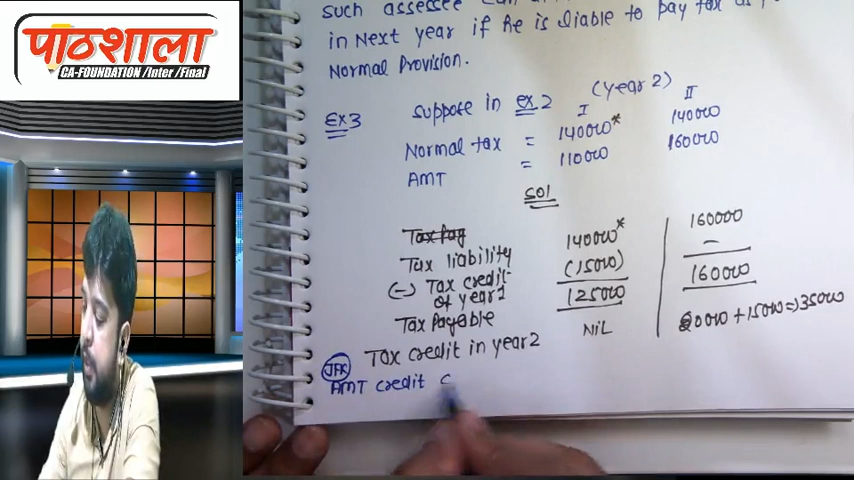 पाठशाला
CA-FOUNDATION /Inter /Final
such assesee can
in Next year if he is liable to pay tax as
Normal Provision.
Ex3 Suppose in ex 2 (year 2)
I II
Normal tax = 140000* 140000
AMT = 110000 160000
Sol
Tax Pay
Tax liability 140000* 160000
(-) Tax credit of year 1 (15000) -
Tax Payable 125000 160000
Tax credit in year 2 NIL 20000 + 15000 => 35000
JFK
AMT credit c